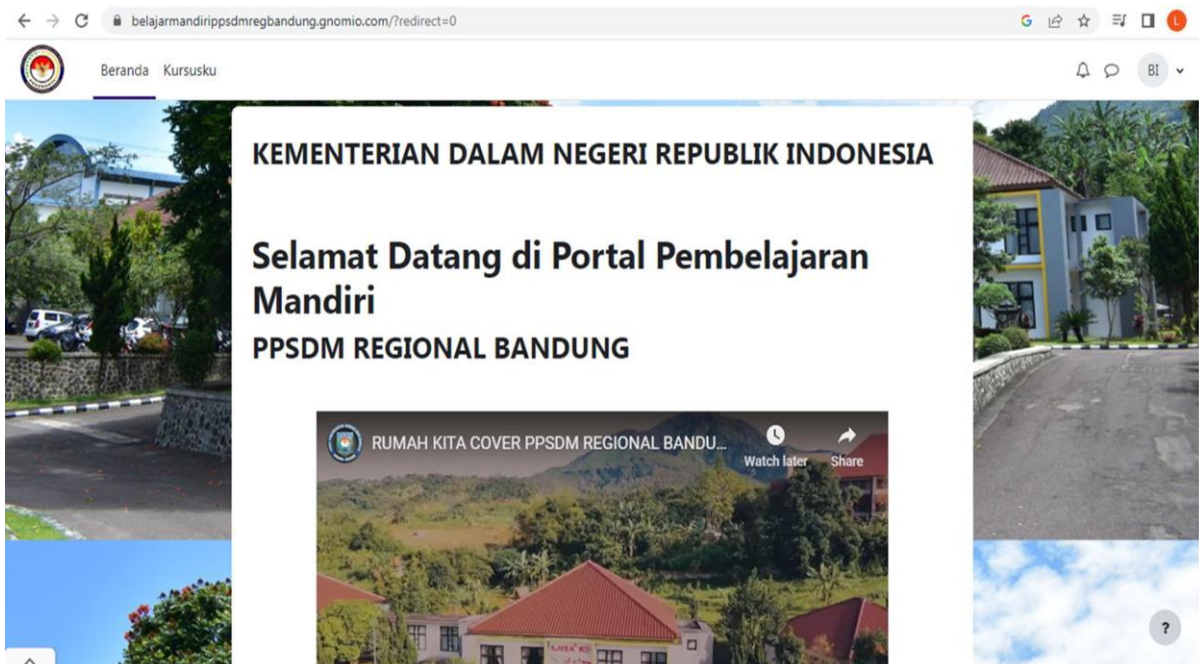 belajarmandirippsdmregbandung.gnomio.com/?redirect=0
G
L
Beranda Kursusku
BI
KEMENTERIAN DALAM NEGERI REPUBLIK INDONESIA
Selamat Datang di Portal Pembelajaran
Mandiri
PPSDM REGIONAL BANDUNG
RUMAH KITA COVER PPSDM REGIONAL BANDU...
Watch later
Share
?